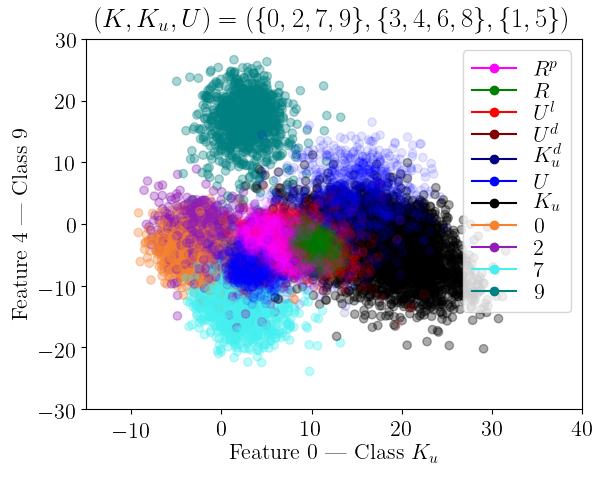 (K, K_u, U) = ({0, 2, 7, 9}, {3, 4, 6, 8}, {1, 5})
Feature 4 — Class 9
30
20
10
0
−10
−20
−30
R^p
R
U^l
U^d
K_u^d
U
K_u
0
2
7
9
−10 0 10 20 30 40
Feature 0 — Class K_u